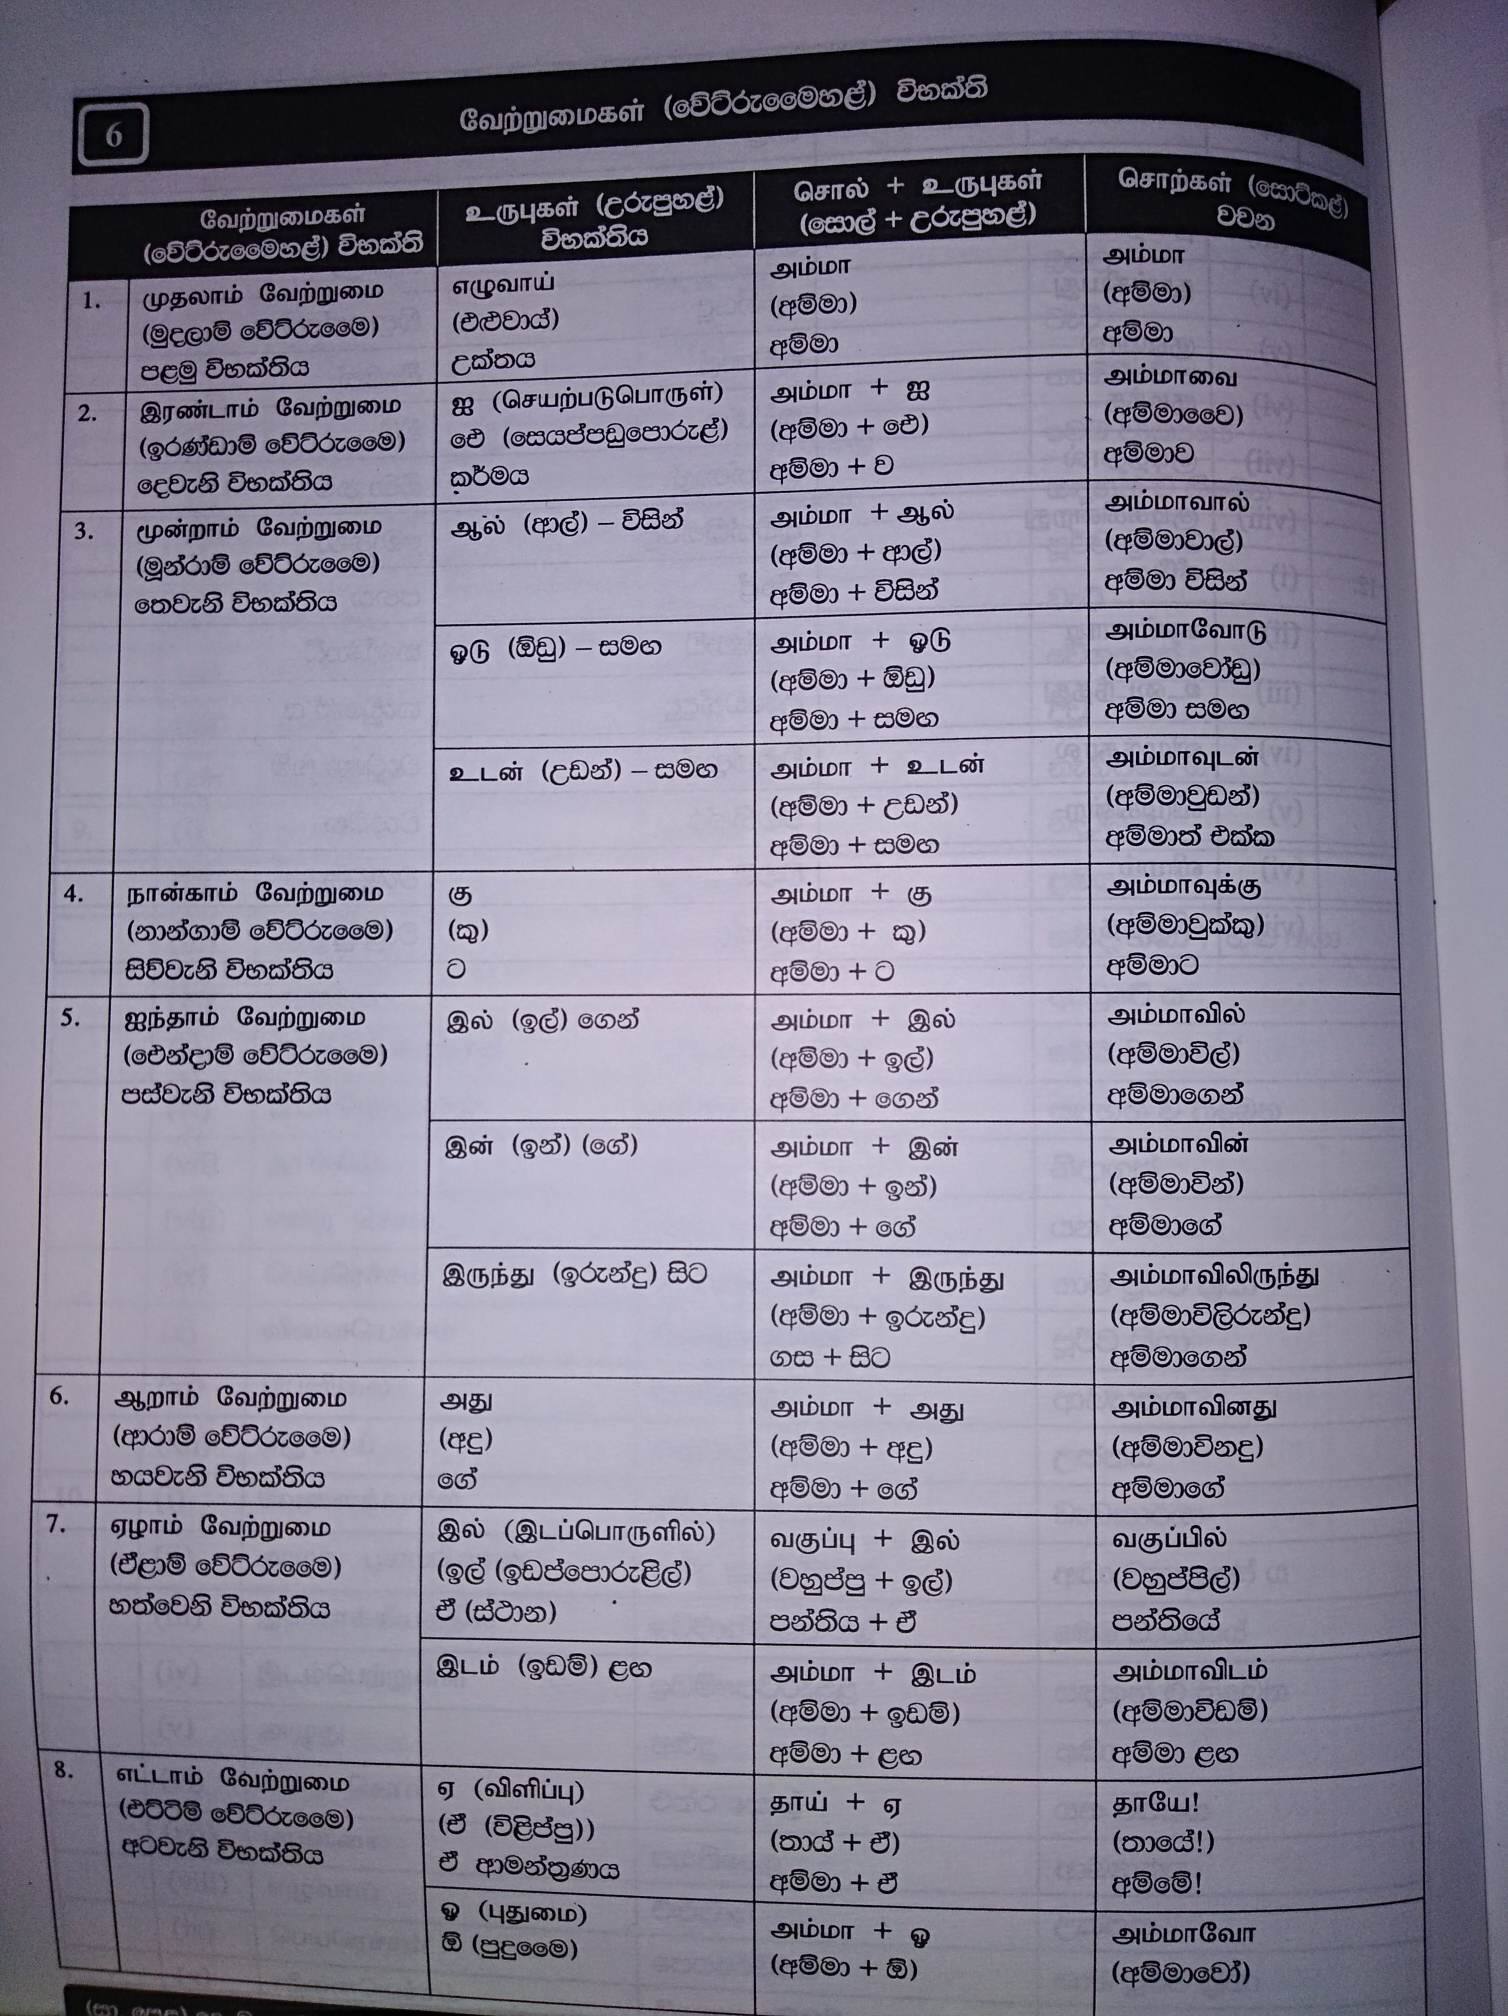 6
வேற்றுமைகள் (වේට්රුමෛහළ්) විභක්ති
வேற்றுமைகள்
(වේට්රුමෛහළ්) විභක්ති
உருபுகள் (උරුපුහළ්)
විභක්තිය
சொல் + உருபுகள்
(සොල් + උරුපුහළ්)
சொற்கள் (සොට්කළ්)
වචන
1.
முதலாம் வேற்றுமை
(මුදලාම් වේට්රුමෛ)
පළමු විභක්තිය
எழுவாய்
(එළුවාය්)
උක්තය
அம்மா
(අම්මා)
අම්මා
அம்மா
(අම්මා)
අම්මා
2.
இரண்டாம் வேற்றுமை
(ඉරණ්ඩාම් වේට්රුමෛ)
දෙවැනි විභක්තිය
ஐ (செயற்படுபொருள்)
ඓ (සෙයප්පඩුපොරුළ්)
කර්මය
அம்மா + ஐ
(අම්මා + ඓ)
අම්මා + ව
அம்மாவை
(අම්මාවෛ)
අම්මාව
3.
மூன்றாம் வேற்றுமை
(මූන්රාම් වේට්රුමෛ)
තෙවැනි විභක්තිය
ஆல் (ආල්) – විසින්
அம்மா + ஆல்
(අම්මා + ආල්)
අම්මා + විසින්
அம்மாவால்
(අම්මාවාල්)
අම්මා විසින්
ஓடு (ඕඩු) – සමඟ
அம்மா + ஓடு
(අම්මා + ඕඩු)
අම්මා + සමඟ
அம்மாவோடு
(අම්මාවෝඩු)
අම්මා සමඟ
உடன் (උඩන්) – සමඟ
அம்மா + உடன்
(අම්මා + උඩන්)
අම්මා + සමඟ
அம்மாவுடன்
(අම්මාවුඩන්)
අම්මාත් එක්ක
4.
நான்காம் வேற்றுமை
(නාන්ගාම් වේට්රුමෛ)
සිව්වැනි විභක්තිය
கு
(කු)
ට
அம்மா + கு
(අම්මා + කු)
අම්මා + ට
அம்மாவுக்கு
(අම්මාවුක්කු)
අම්මාට
5.
ஐந்தாம் வேற்றுமை
(ඓන්දාම් වේට්රුමෛ)
පස්වැනි විභක්තිය
இல் (ඉල්) ගෙන්
அம்மா + இல்
(අම්මා + ඉල්)
අම්මා + ගෙන්
அம்மாவில்
(අම්මාවිල්)
අම්මාගෙන්
இன் (ඉන්) (ගේ)
அம்மா + இன்
(අම්මා + ඉන්)
අම්මා + ගේ
அம்மாவின்
(අම්මාවින්)
අම්මාගේ
இருந்து (ඉරුන්දු) සිට
அம்மா + இருந்து
(අම්මා + ඉරුන්දු)
ගස + සිට
அம்மாவிலிருந்து
(අම්මාවිලිරුන්දු)
අම්මාගෙන්
6.
ஆறாம் வேற்றுமை
(ආරාම් වේට්රුමෛ)
හයවැනි විභක්තිය
அது
(අදු)
ගේ
அம்மா + அது
(අම්මා + අදු)
අම්මා + ගේ
அம்மாவினது
(අම්මාවිනදු)
අම්මාගේ
7.
ஏழாம் வேற்றுமை
(ඒළාම් වේට්රුමෛ)
හත්වෙනි විභක්තිය
இல் (இடப்பொருளில்)
(ඉල් (ඉඩප්පොරුළිල්)
ඒ (ස්ථාන)
வகுப்பு + இல்
(වහුප්පු + ඉල්)
පන්තිය + ඒ
வகுப்பில்
(වහුප්පිල්)
පන්තියේ
இடம் (ඉඩම්) ළඟ
அம்மா + இடம்
(අම්මා + ඉඩම්)
අම්මා + ළඟ
அம்மாவிடம்
(අම්මාවිඩම්)
අම්මා ළඟ
8.
எட்டாம் வேற்றுமை
(එට්ටිම් වේට්රුමෛ)
අටවැනි විභක්තිය
ஏ (விளிப்பு)
(ඒ (විළිප්පු))
ඒ ආමන්ත්‍රණය
தாய் + ஏ
(තාය් + ඒ)
අම්මා + ඒ
தாயே!
(තායේ!)
අම්මේ!
ஓ (புதுமை)
ඕ (පුදුමෛ)
அம்மா + ஓ
(අම්මා + ඕ)
அம்மாவோ
(අම්මාවෝ)